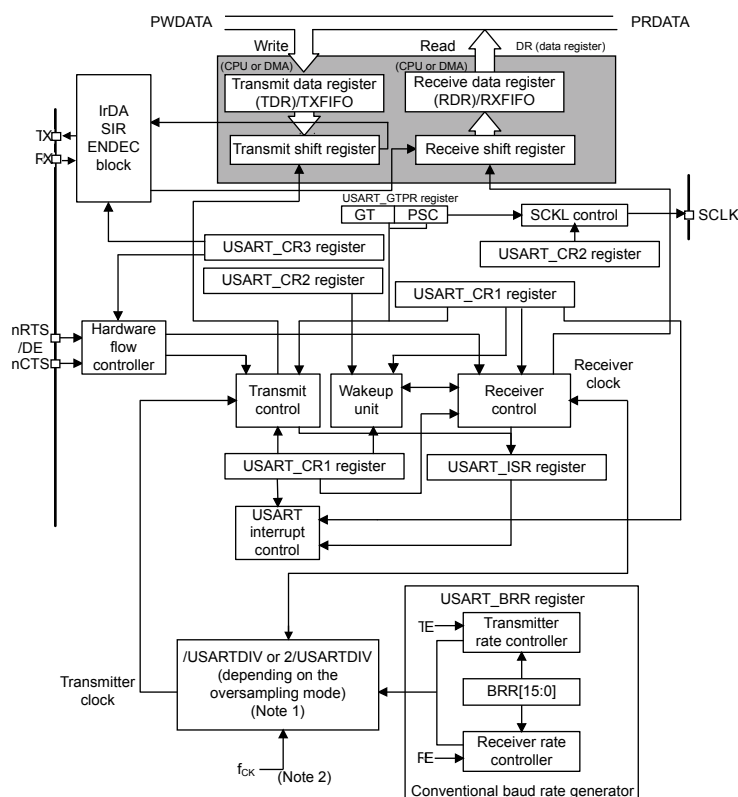 PWDATA
PRDATA
Write
Read
DR (data register)
(CPU or DMA)
(CPU or DMA)
Transmit data register
(TDR)/TXFIFO
Receive data register
(RDR)/RXFIFO
IrDA
SIR
ENDEC
block
TX
RX
Transmit shift register
Receive shift register
USART_GTPR register
GT
PSC
SCKL control
SCLK
USART_CR3 register
USART_CR2 register
USART_CR2 register
USART_CR1 register
nRTS
/DE
nCTS
Hardware
flow
controller
Transmit
control
Wakeup
unit
Receiver
control
Receiver
clock
USART_CR1 register
USART_ISR register
USART
interrupt
control
USART_BRR register
TE
Transmitter
rate controller
/USARTDIV or 2/USARTDIV
(depending on the
oversampling mode)
(Note 1)
Transmitter
clock
BRR[15:0]
RE
Receiver rate
controller
fCK
(Note 2)
Conventional baud rate generator